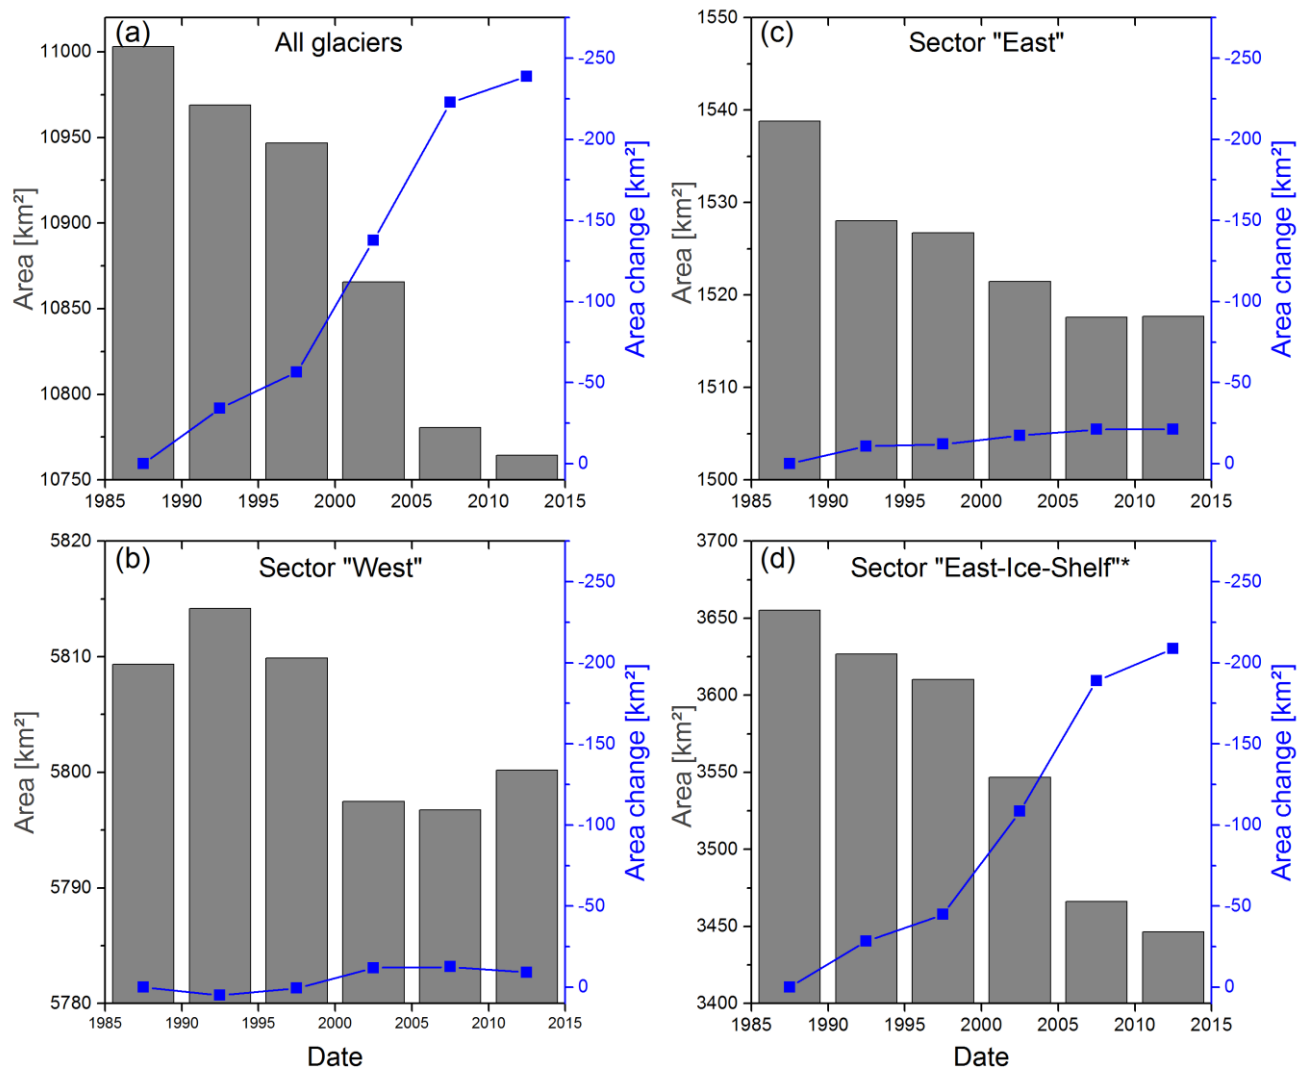 (a) All glaciers
Area [km²]
11000
10950
10900
10850
10800
10750
1985 1990 1995 2000 2005 2010 2015
-250
-200
-150
-100
-50
0
Area change [km²]
(c) Sector "East"
Area [km²]
1550
1540
1530
1520
1510
1500
1985 1990 1995 2000 2005 2010 2015
-250
-200
-150
-100
-50
0
Area change [km²]
(b) Sector "West"
Area [km²]
5820
5810
5800
5790
5780
1985 1990 1995 2000 2005 2010 2015
Date
-250
-200
-150
-100
-50
0
Area change [km²]
(d) Sector "East-Ice-Shelf"*
Area [km²]
3700
3650
3600
3550
3500
3450
3400
1985 1990 1995 2000 2005 2010 2015
Date
-250
-200
-150
-100
-50
0
Area change [km²]